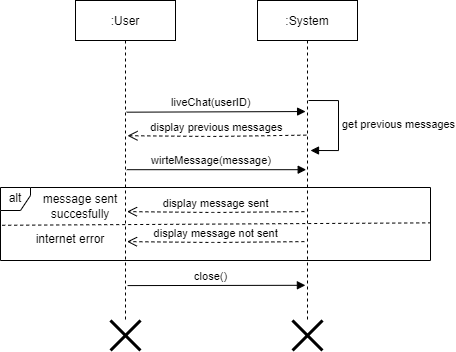 :User
:System
liveChat(userID)
get previous messages
display previous messages
wirteMessage(message)
alt
message sent
succesfully
display message sent
internet error
display message not sent
close()